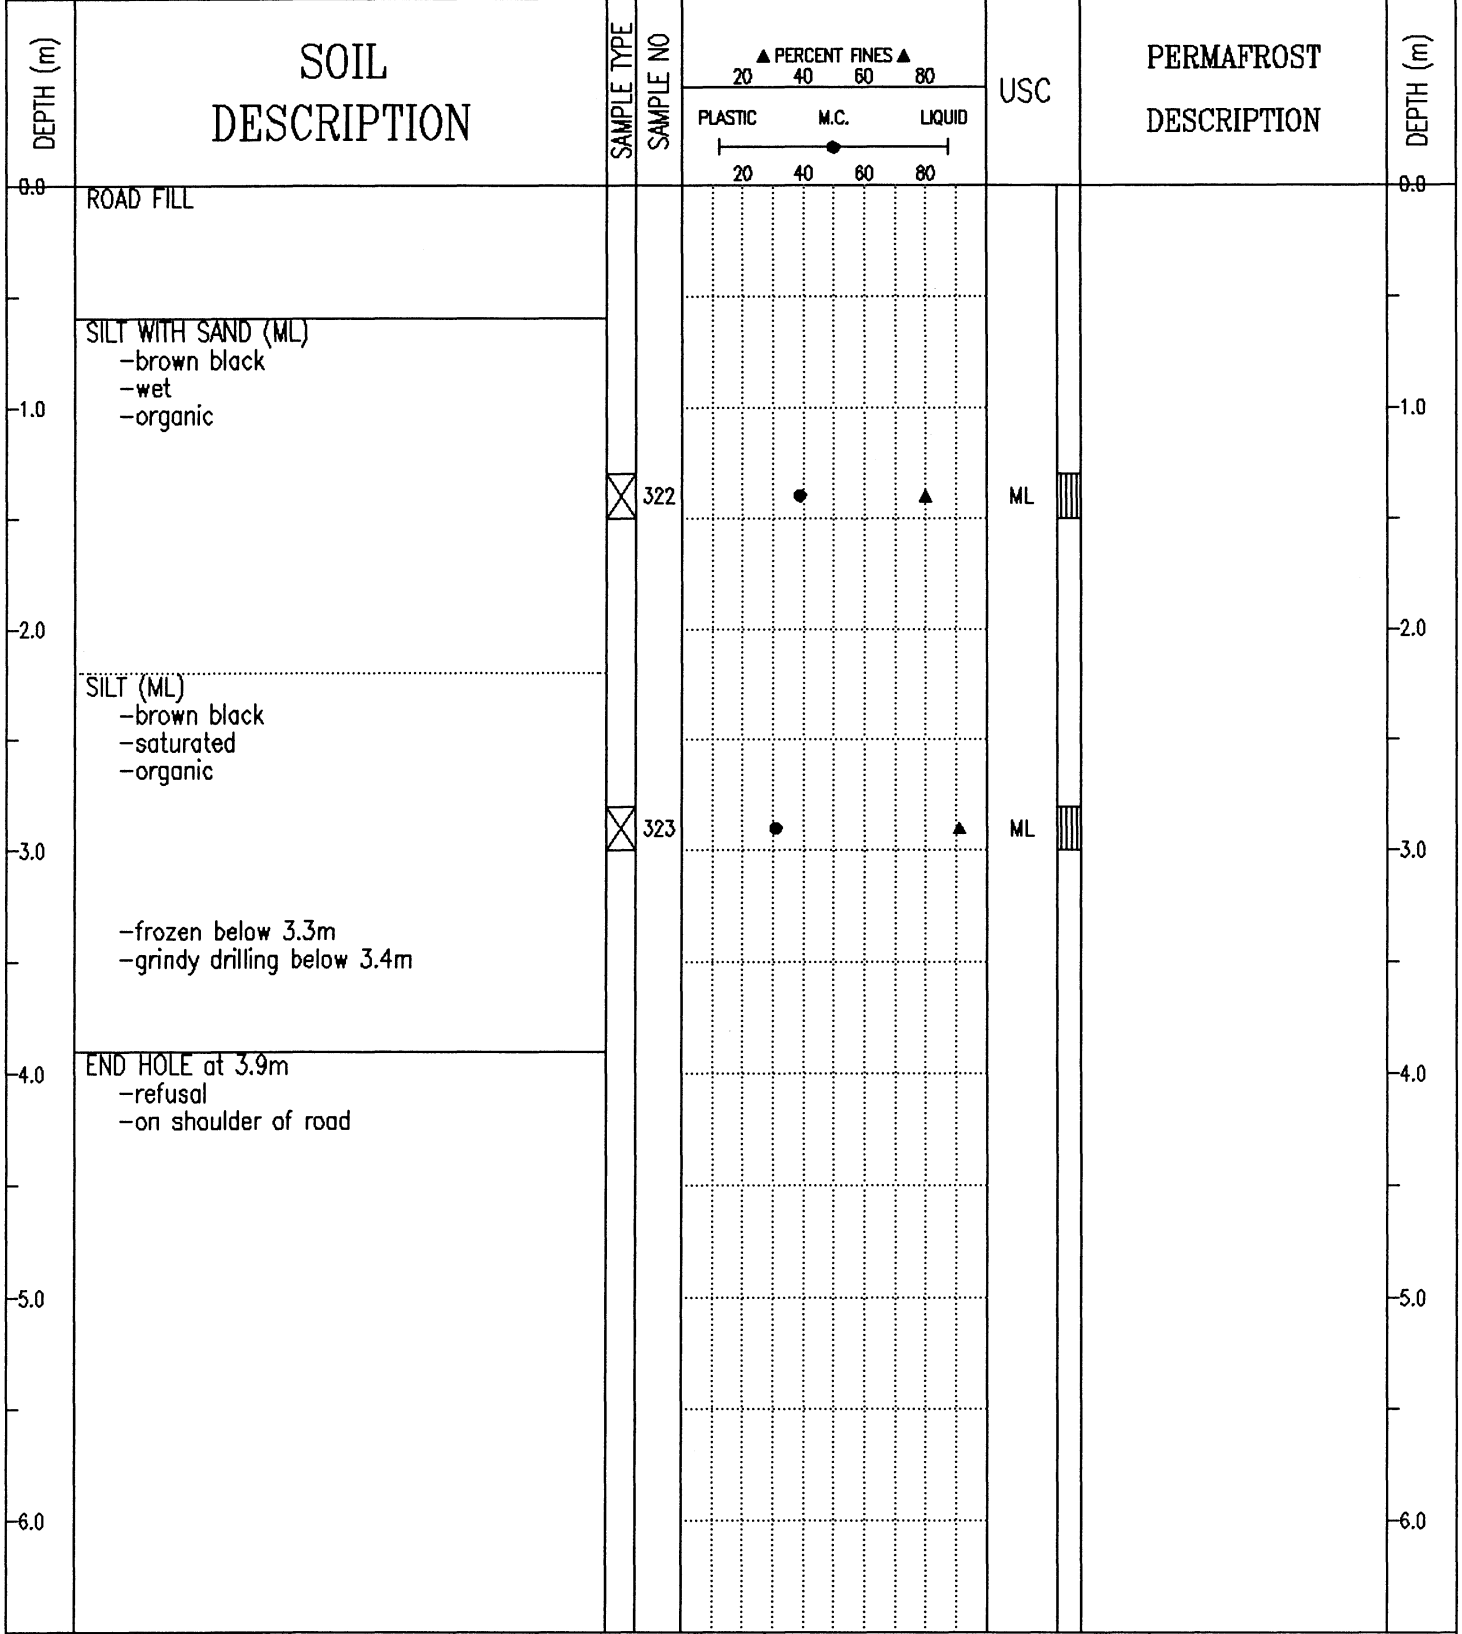 DEPTH (m)
SOIL
DESCRIPTION
SAMPLE TYPE
SAMPLE NO
▲ PERCENT FINES ▲
20 40 60 80
PLASTIC M.C. LIQUID
20 40 60 80
USC
PERMAFROST
DESCRIPTION
DEPTH (m)
0.0 0.0
ROAD FILL
SILT WITH SAND (ML)
-brown black
-wet
-organic
1.0 1.0
322 ML
2.0 2.0
SILT (ML)
-brown black
-saturated
-organic
323 ML
3.0 3.0
-frozen below 3.3m
-grindy drilling below 3.4m
END HOLE at 3.9m
4.0 4.0
-refusal
-on shoulder of road
5.0 5.0
6.0 6.0